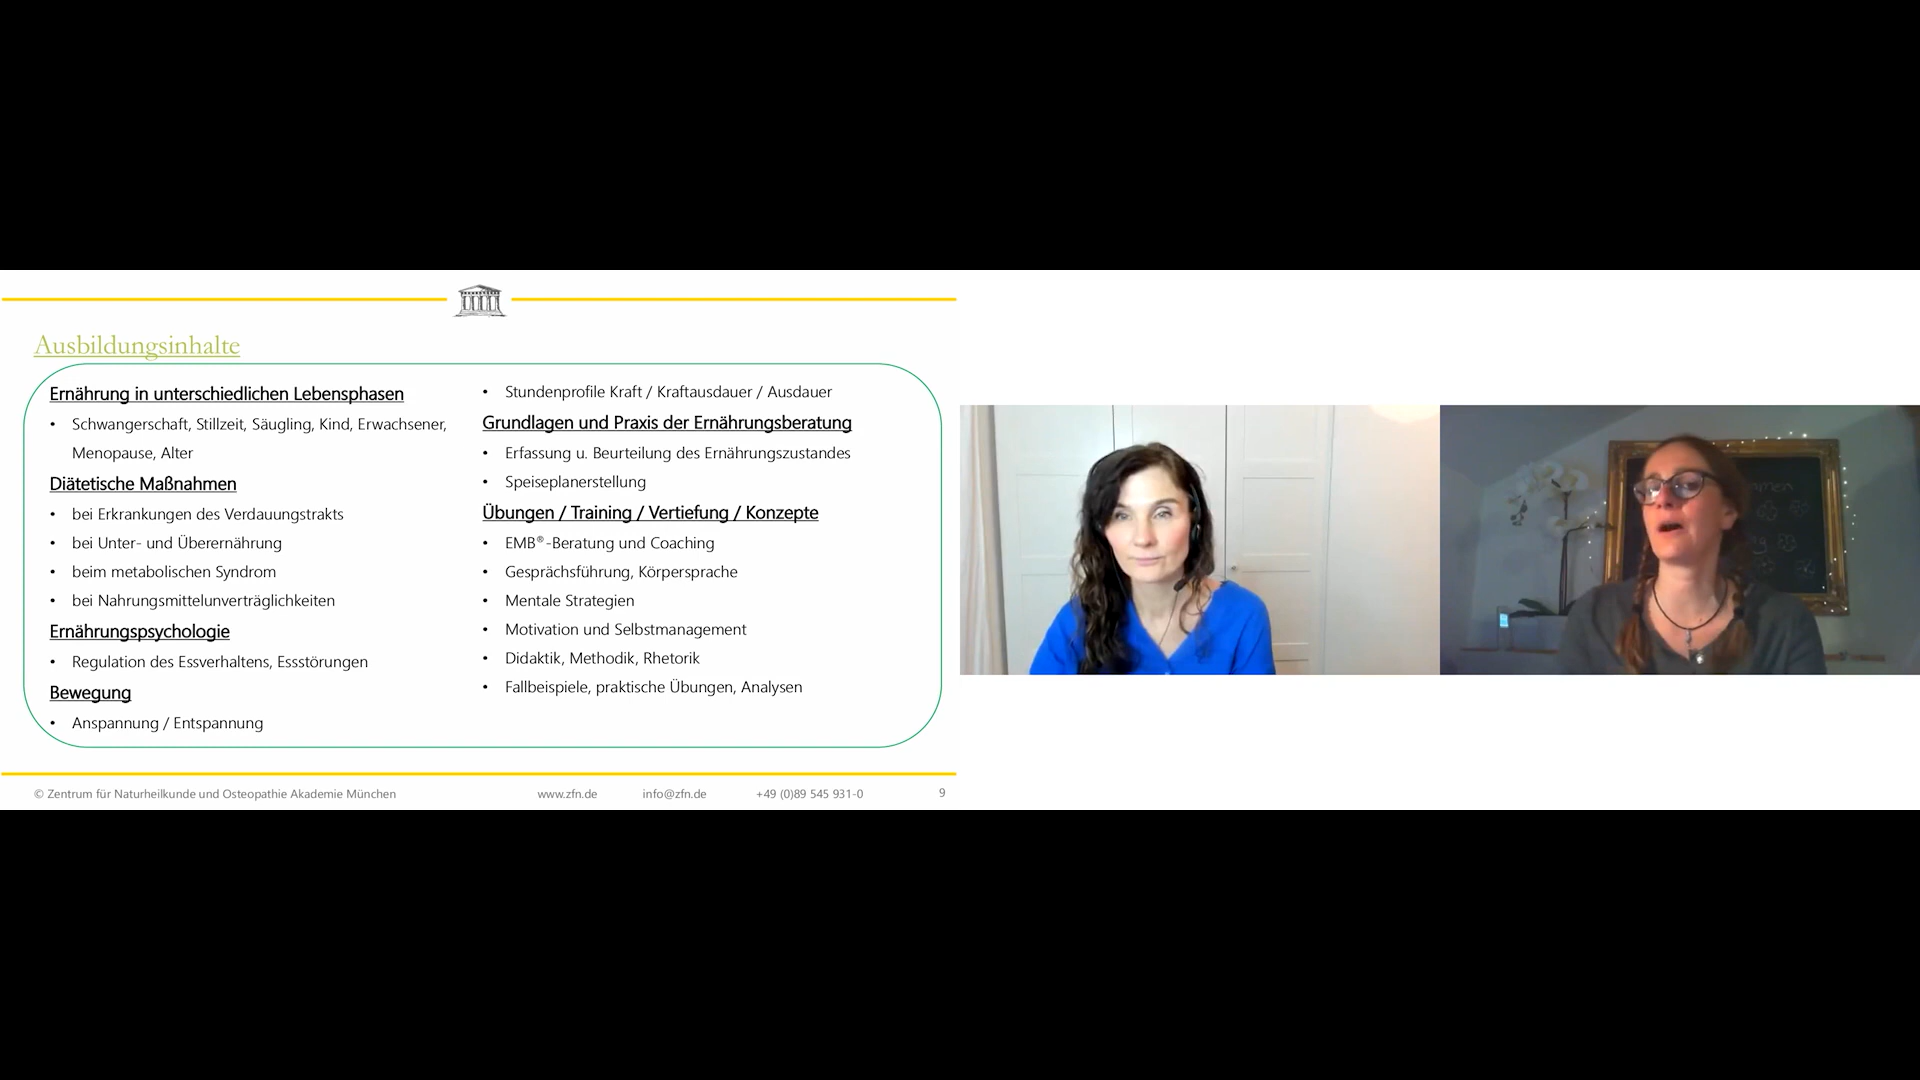 Ausbildungsinhalte
Ernährung in unterschiedlichen Lebensphasen
• Schwangerschaft, Stillzeit, Säugling, Kind, Erwachsener,
Menopause, Alter
Diätetische Maßnahmen
• bei Erkrankungen des Verdauungstrakts
• bei Unter- und Überernährung
• beim metabolischen Syndrom
• bei Nahrungsmittelunverträglichkeiten
Ernährungspsychologie
• Regulation des Essverhaltens, Essstörungen
Bewegung
• Anspannung / Entspannung
• Stundenprofile Kraft / Kraftausdauer / Ausdauer
Grundlagen und Praxis der Ernährungsberatung
• Erfassung u. Beurteilung des Ernährungszustandes
• Speiseplanerstellung
Übungen / Training / Vertiefung / Konzepte
• EMB®-Beratung und Coaching
• Gesprächsführung, Körpersprache
• Mentale Strategien
• Motivation und Selbstmanagement
• Didaktik, Methodik, Rhetorik
• Fallbeispiele, praktische Übungen, Analysen
© Zentrum für Naturheilkunde und Osteopathie Akademie München www.zfn.de info@zfn.de +49 (0)89 545 931-0 9